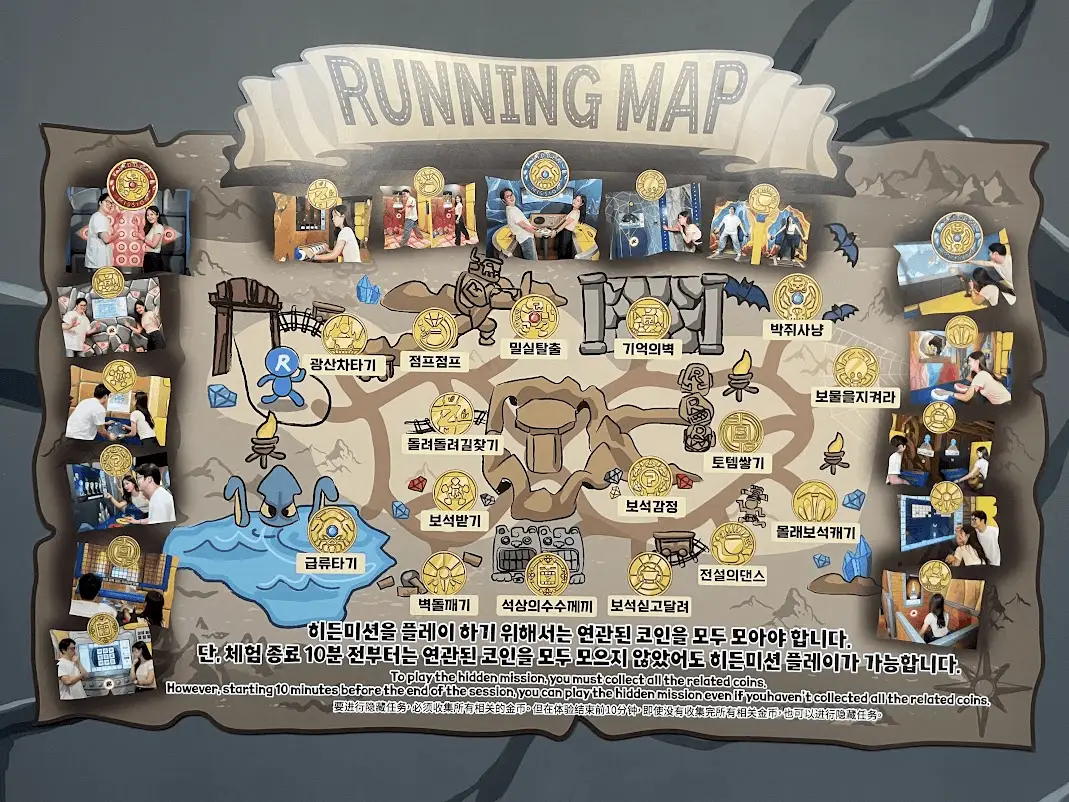 RUNNING MAP
박쥐사냥
광산차타기
점프점프
밀실탈출
기억의벽
보물을지켜라
돌려돌려길찾기
토템쌓기
보석받기
보석감정
몰래보석캐기
급류타기
전설의댄스
벽돌깨기
석상의수수께끼
보석싣고달려
R
히든미션을 플레이 하기 위해서는 연관된 코인을 모두 모아야 합니다.
단, 체험 종료 10분 전부터는 연관된 코인을 모두 모으지 않았어도 히든미션 플레이가 가능합니다.
To play the hidden mission, you must collect all the related coins.
However, starting 10 minutes before the end of the session, you can play the hidden mission even if you haven't collected all the related coins.
要进行隐藏任务，必须收集所有相关的金币。但在体验结束前10分钟，即使没有收集完所有相关金币，也可以进行隐藏任务。